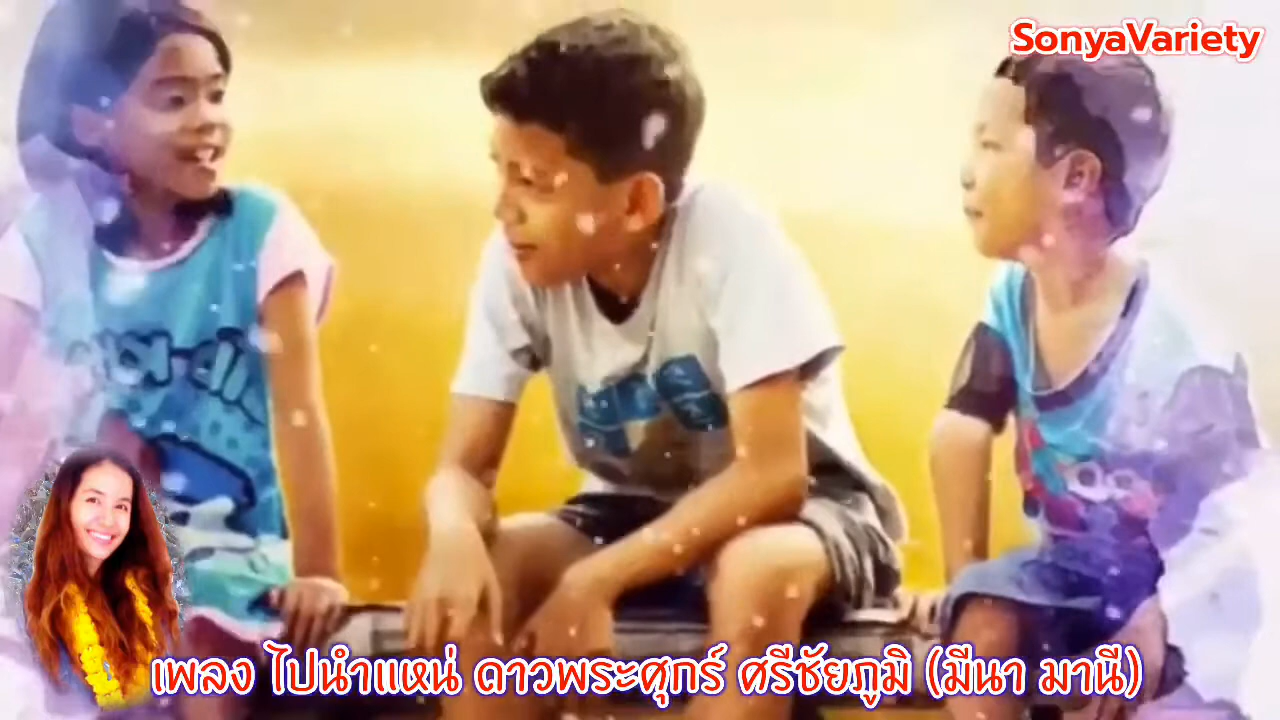 SonyaVariety
เพลง ไปนำแหน่ ดาวพระศุกร์ ศรีชัยภูมิ (มีนา มานี)